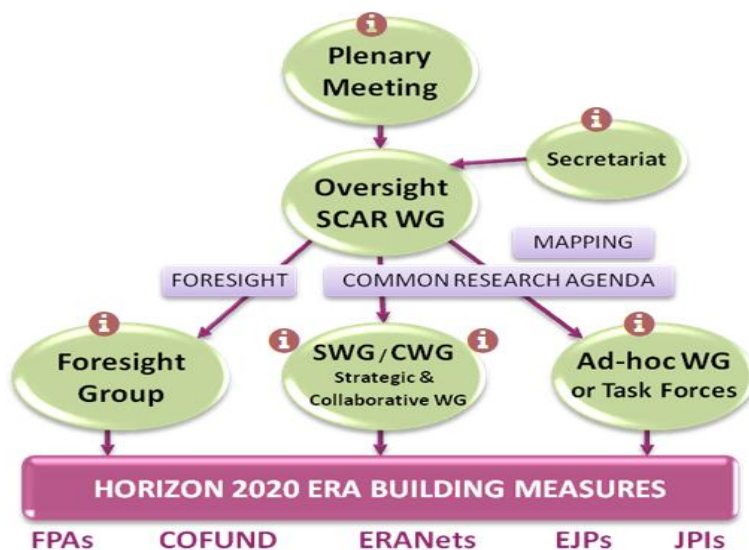 i
Plenary
Meeting
i
Secretariat
Oversight
SCAR WG
MAPPING
FORESIGHT
COMMON RESEARCH AGENDA
i
Foresight
Group
i
i
SWG / CWG
Strategic &
Collaborative WG
i
Ad-hoc WG
or Task Forces
HORIZON 2020 ERA BUILDING MEASURES
FPAs COFUND ERANets EJPs JPIs